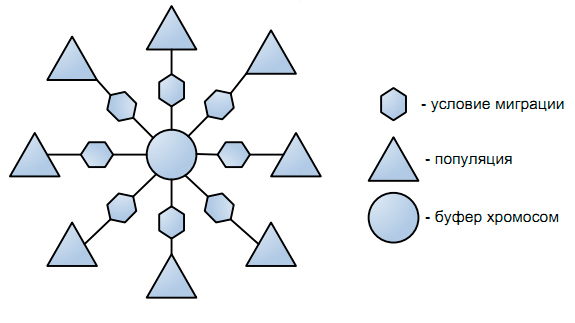 - условие миграции
- популяция
- буфер хромосом